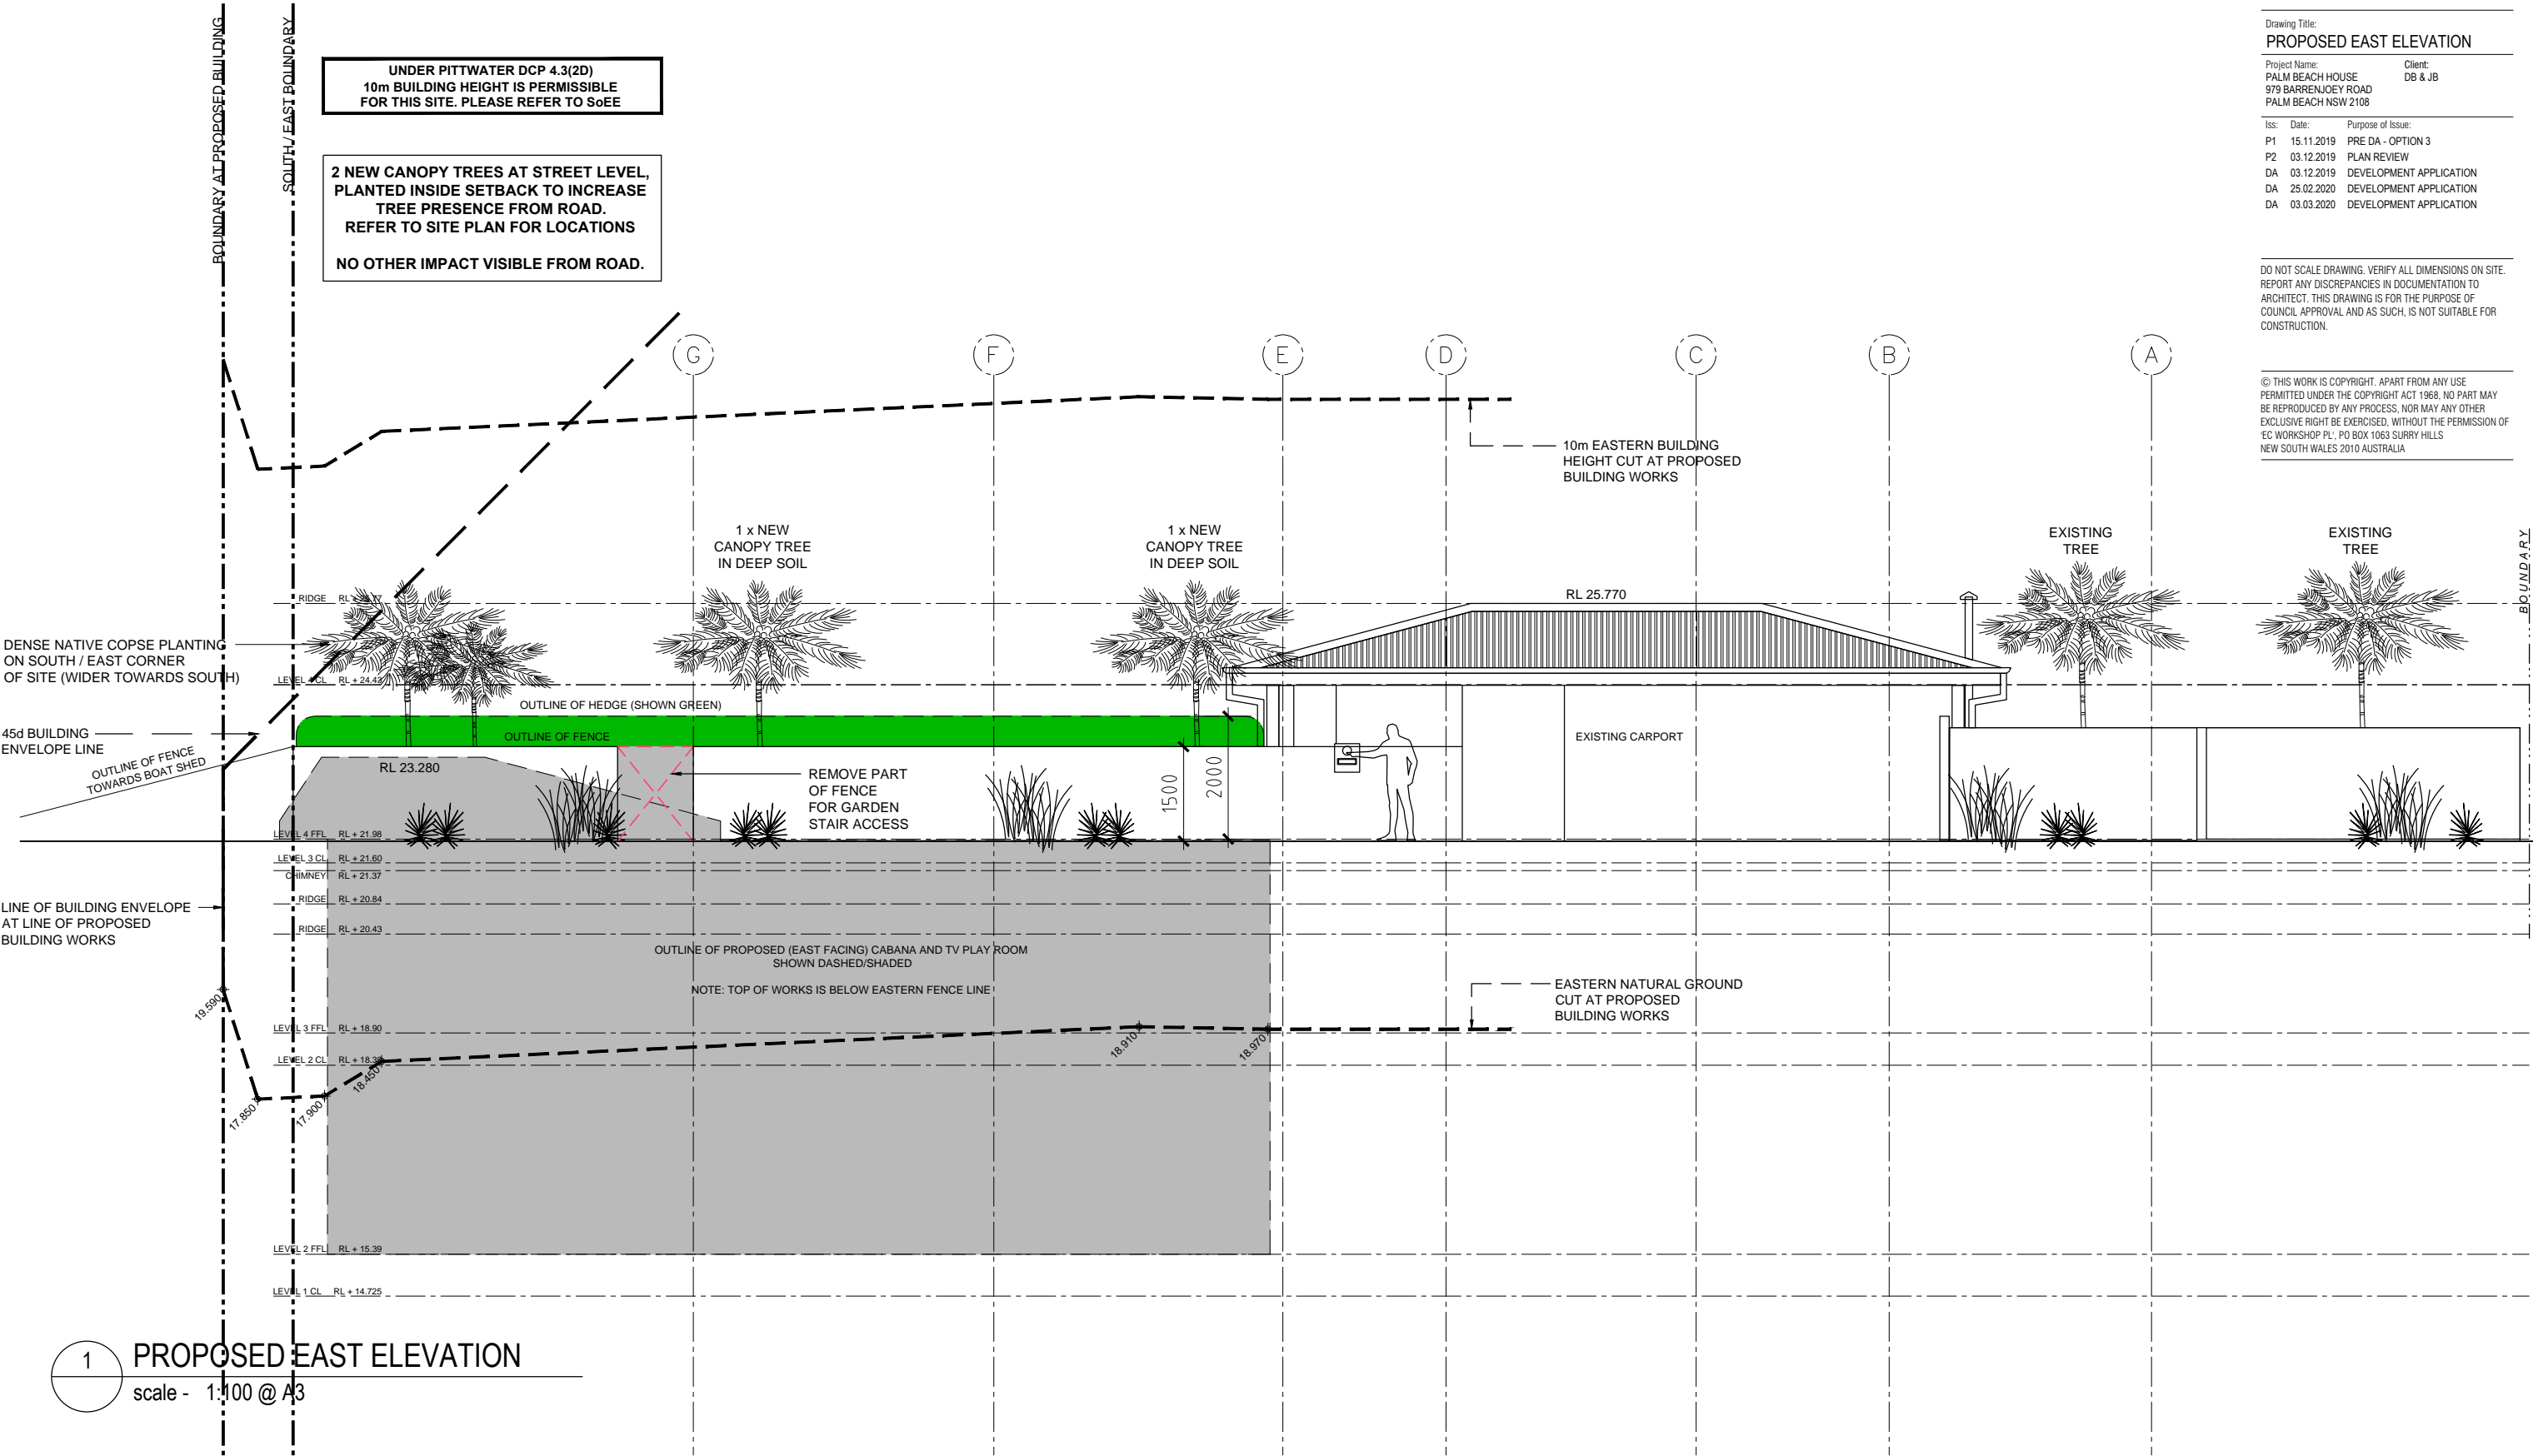 BOUNDARY AT PROPOSED BUILDING
SOUTH / EAST BOUNDARY
UNDER PITTWATER DCP 4.3(2D)
10m BUILDING HEIGHT IS PERMISSIBLE
FOR THIS SITE. PLEASE REFER TO SoEE
2 NEW CANOPY TREES AT STREET LEVEL,
PLANTED INSIDE SETBACK TO INCREASE
TREE PRESENCE FROM ROAD.
REFER TO SITE PLAN FOR LOCATIONS
NO OTHER IMPACT VISIBLE FROM ROAD.
Drawing Title:
PROPOSED EAST ELEVATION
Project Name: Client:
PALM BEACH HOUSE DB & JB
979 BARRENJOEY ROAD
PALM BEACH NSW 2108
Iss: Date: Purpose of Issue:
P1 15.11.2019 PRE DA - OPTION 3
P2 03.12.2019 PLAN REVIEW
DA 03.12.2019 DEVELOPMENT APPLICATION
DA 25.02.2020 DEVELOPMENT APPLICATION
DA 03.03.2020 DEVELOPMENT APPLICATION
DO NOT SCALE DRAWING. VERIFY ALL DIMENSIONS ON SITE.
REPORT ANY DISCREPANCIES IN DOCUMENTATION TO
ARCHITECT. THIS DRAWING IS FOR THE PURPOSE OF
COUNCIL APPROVAL AND AS SUCH, IS NOT SUITABLE FOR
CONSTRUCTION.
© THIS WORK IS COPYRIGHT. APART FROM ANY USE
PERMITTED UNDER THE COPYRIGHT ACT 1968, NO PART MAY
BE REPRODUCED BY ANY PROCESS, NOR MAY ANY OTHER
EXCLUSIVE RIGHT BE EXERCISED, WITHOUT THE PERMISSION OF
'EC WORKSHOP PL', PO BOX 1063 SURRY HILLS
NEW SOUTH WALES 2010 AUSTRALIA
G F E D C B A
10m EASTERN BUILDING
HEIGHT CUT AT PROPOSED
BUILDING WORKS
1 x NEW
CANOPY TREE
IN DEEP SOIL
1 x NEW
CANOPY TREE
IN DEEP SOIL
EXISTING
TREE
EXISTING
TREE
BOUNDARY
RIDGE RL
RL 25.770
DENSE NATIVE COPSE PLANTING
ON SOUTH / EAST CORNER
OF SITE (WIDER TOWARDS SOUTH)
LEVEL CL RL + 24.43
OUTLINE OF HEDGE (SHOWN GREEN)
OUTLINE OF FENCE
45d BUILDING
ENVELOPE LINE
OUTLINE OF FENCE
TOWARDS BOAT SHED
RL 23.280
REMOVE PART
OF FENCE
FOR GARDEN
STAIR ACCESS
1500
2000
EXISTING CARPORT
LEVEL 4 FFL RL + 21.98
LEVEL 3 CL RL + 21.60
CHIMNEY RL + 21.37
RIDGE RL + 20.84
RIDGE RL + 20.43
LINE OF BUILDING ENVELOPE
AT LINE OF PROPOSED
BUILDING WORKS
OUTLINE OF PROPOSED (EAST FACING) CABANA AND TV PLAY ROOM
SHOWN DASHED/SHADED
NOTE: TOP OF WORKS IS BELOW EASTERN FENCE LINE
EASTERN NATURAL GROUND
CUT AT PROPOSED
BUILDING WORKS
19.590
LEVEL 3 FFL RL + 18.90
LEVEL 2 CL RL + 18.39
18.450
18.910
18.970
17.850
17.900
LEVEL 2 FFL RL + 15.39
LEVEL 1 CL RL + 14.725
1 PROPOSED EAST ELEVATION
scale - 1:100 @ A3